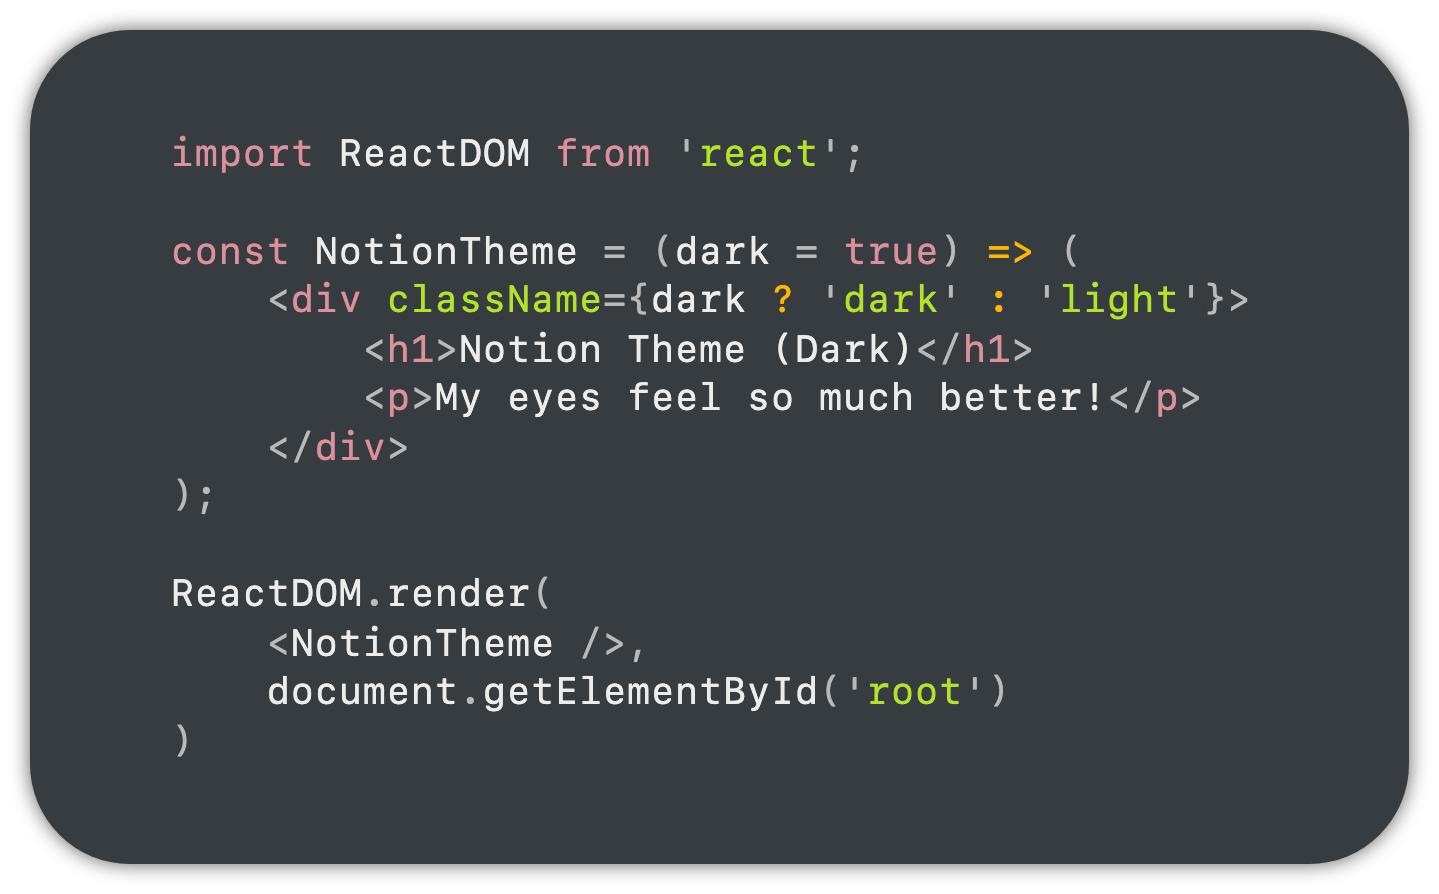 import ReactDOM from 'react';

const NotionTheme = (dark = true) => (
    <div className={dark ? 'dark' : 'light'}>
        <h1>Notion Theme (Dark)</h1>
        <p>My eyes feel so much better!</p>
    </div>
);

ReactDOM.render(
    <NotionTheme />,
    document.getElementById('root')
)